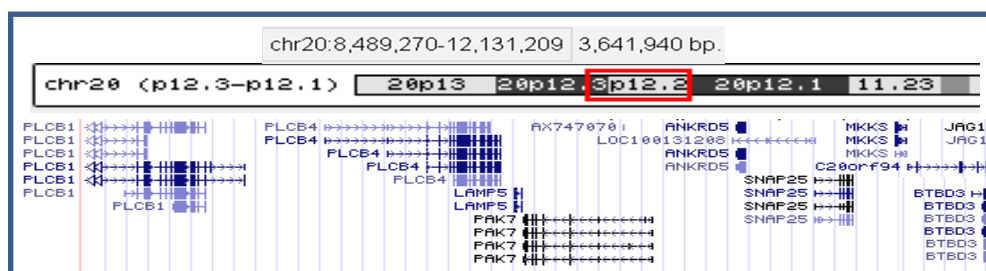 chr20:8,489,270-12,131,209 3,641,940 bp.
chr20 (p12.3-p12.1) 20p13 20p12.3 p12.2 20p12.1 11.23
PLCB1 PLCB4 AX747070 ANKRD5 MKKS JAG1
PLCB1 PLCB4 LOC100131208 MKKS JAG1
PLCB1 PLCB4 ANKRD5 MKKS
PLCB1 PLCB4 ANKRD5 C20orf94
PLCB1 PLCB4 SNAP25
PLCB1 LAMP5 SNAP25 BTBD3
PLCB1 LAMP5 SNAP25 BTBD3
PAK7 SNAP25 BTBD3
PAK7 BTBD3
PAK7 BTBD3
PAK7 BTBD3